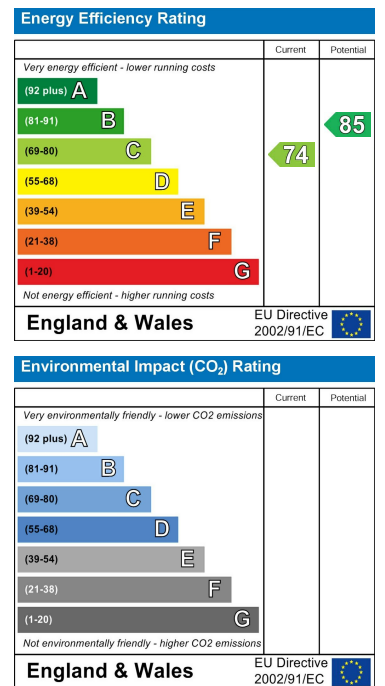 Energy Efficiency Rating
Current Potential
Very energy efficient - lower running costs
(92 plus) A
(81-91) B
85
(69-80) C
74
(55-68) D
(39-54) E
(21-38) F
(1-20) G
Not energy efficient - higher running costs
England & Wales
EU Directive
2002/91/EC
Environmental Impact (CO₂) Rating
Current Potential
Very environmentally friendly - lower CO2 emissions
(92 plus) A
(81-91) B
(69-80) C
(55-68) D
(39-54) E
(21-38) F
(1-20) G
Not environmentally friendly - higher CO2 emissions
England & Wales
EU Directive
2002/91/EC